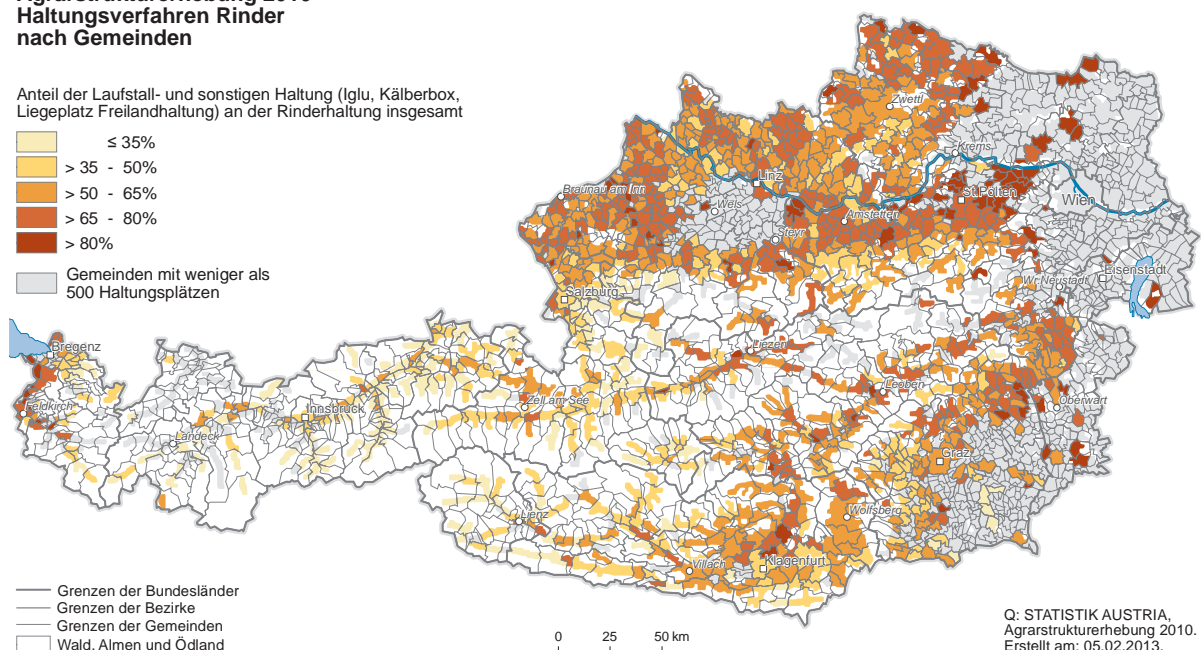 Agrarstrukturerhebung 2010
Haltungsverfahren Rinder
nach Gemeinden
Anteil der Laufstall- und sonstigen Haltung (Iglu, Kälberbox,
Liegeplatz Freilandhaltung) an der Rinderhaltung insgesamt
≤ 35%
> 35 - 50%
> 50 - 65%
> 65 - 80%
> 80%
Gemeinden mit weniger als
500 Haltungsplätzen
Zwettl
Krems
Linz
Braunau am Inn
Wels
St.Pölten
Wien
Amstetten
Steyr
Eisenstadt
Wr.Neustadt
Salzburg
Bregenz
Liezen
Leoben
Feldkirch
Innsbruck
Zell am See
Oberwart
Landeck
Graz
Lienz
Wolfsberg
Villach
Klagenfurt
Grenzen der Bundesländer
Grenzen der Bezirke
Grenzen der Gemeinden
Wald, Almen und Ödland
0 25 50 km
Q: STATISTIK AUSTRIA,
Agrarstrukturerhebung 2010.
Erstellt am: 05.02.2013.